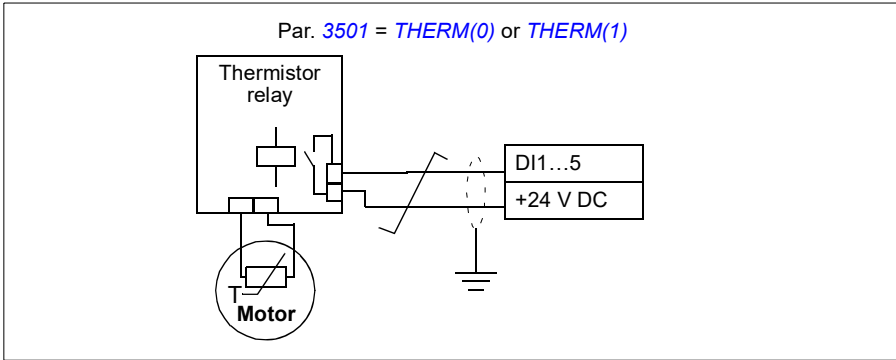 Par. 3501 = THERM(0) or THERM(1)
Thermistor
relay
DI1…5
+24 V DC
T
Motor